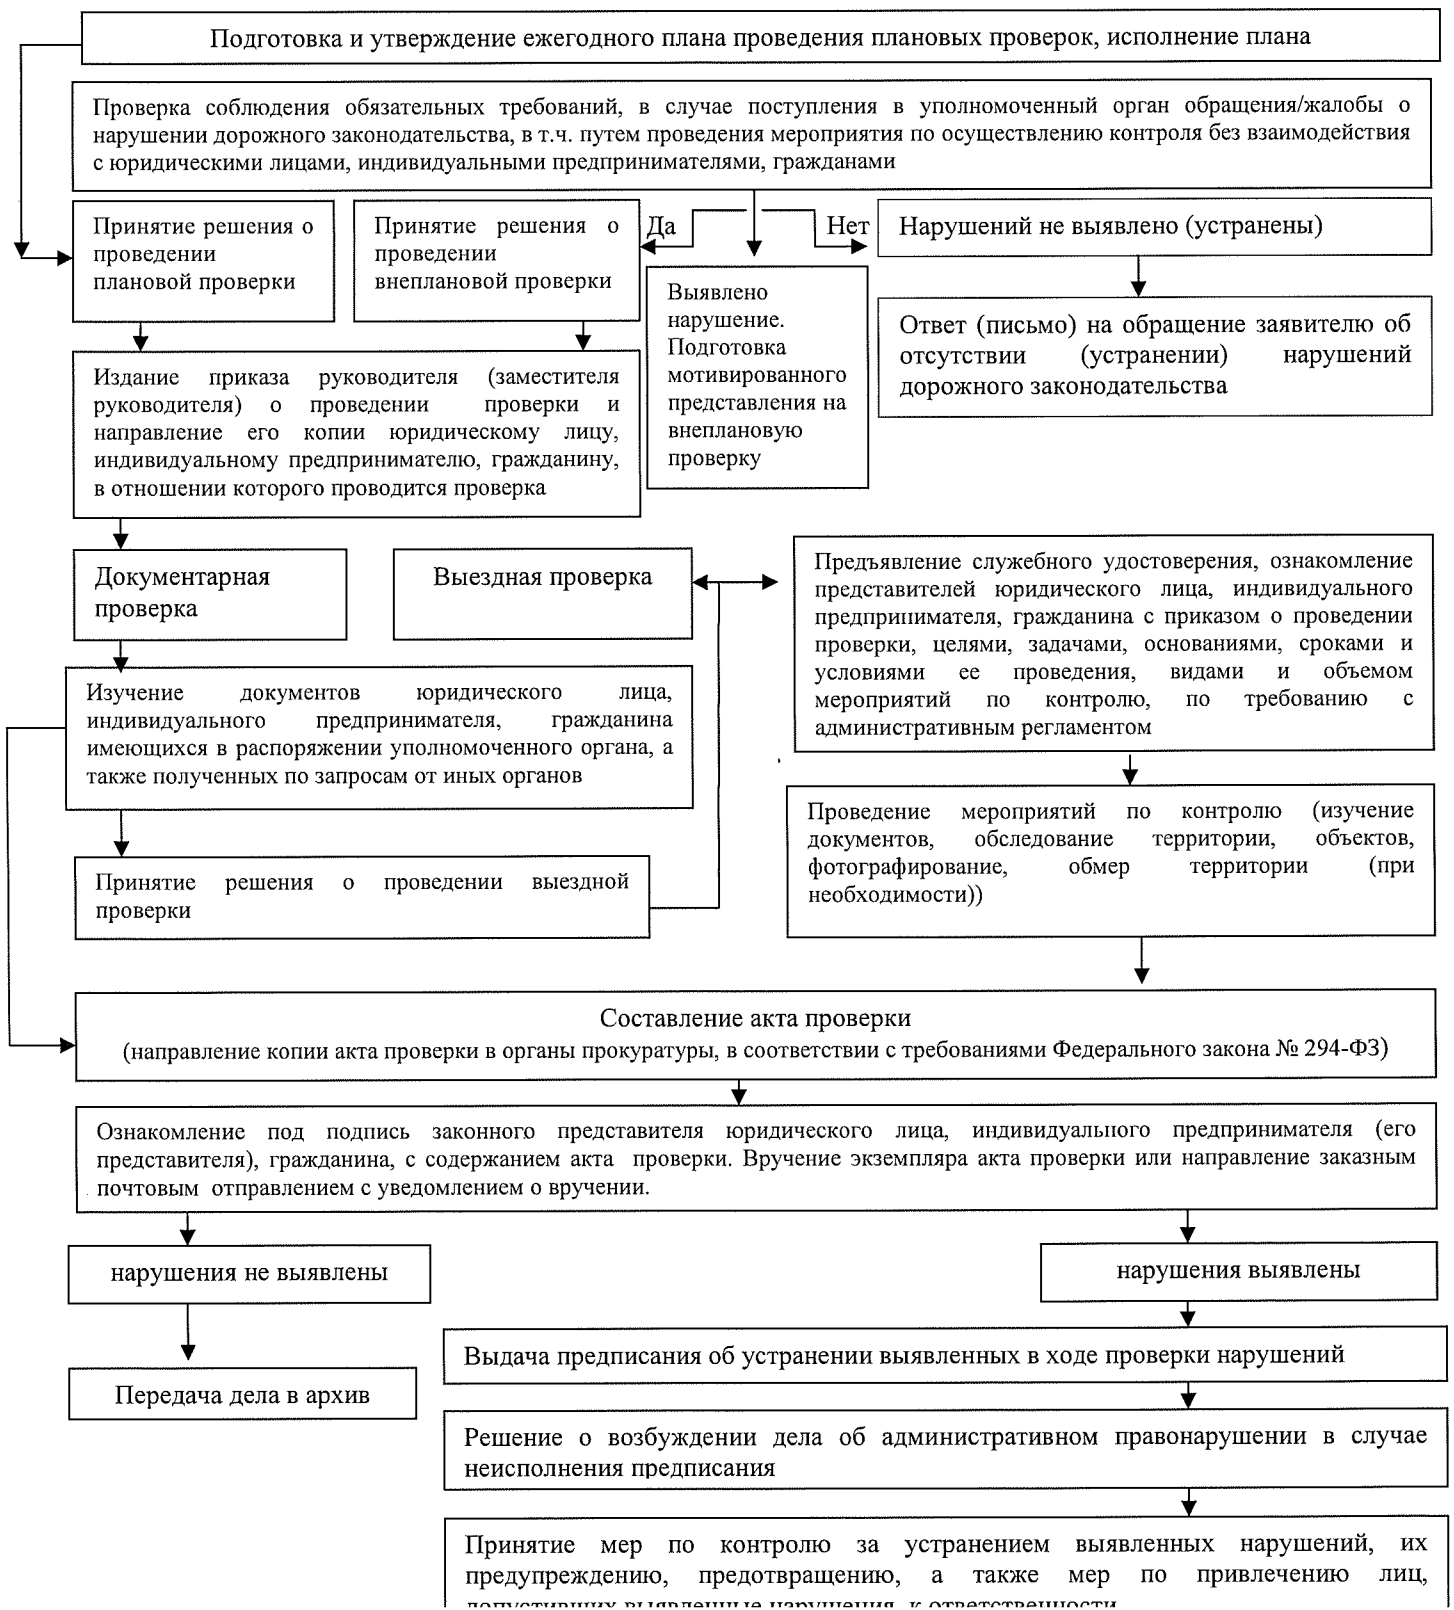 Подготовка и утверждение ежегодного плана проведения плановых проверок, исполнение плана
Проверка соблюдения обязательных требований, в случае поступления в уполномоченный орган обращения/жалобы о
нарушении дорожного законодательства, в т.ч. путем проведения мероприятия по осуществлению контроля без взаимодействия
с юридическими лицами, индивидуальными предпринимателями, гражданами
Принятие решения о
проведении
плановой проверки
Принятие решения о
проведении
внеплановой проверки
Да
Нет
Нарушений не выявлено (устранены)
Выявлено
нарушение.
Подготовка
мотивированного
представления на
внеплановую
проверку
Ответ (письмо) на обращение заявителю об
отсутствии (устранении) нарушений
дорожного законодательства
Издание приказа руководителя (заместителя
руководителя) о проведении проверки и
направление его копии юридическому лицу,
индивидуальному предпринимателю, гражданину,
в отношении которого проводится проверка
Документарная
проверка
Выездная проверка
Предъявление служебного удостоверения, ознакомление
представителей юридического лица, индивидуального
предпринимателя, гражданина с приказом о проведении
проверки, целями, задачами, основаниями, сроками и
условиями ее проведения, видами и объемом
мероприятий по контролю, по требованию с
административным регламентом
Изучение документов юридического лица,
индивидуального предпринимателя, гражданина
имеющихся в распоряжении уполномоченного органа, а
также полученных по запросам от иных органов
Проведение мероприятий по контролю (изучение
документов, обследование территории, объектов,
фотографирование, обмер территории (при
необходимости))
Принятие решения о проведении выездной
проверки
Составление акта проверки
(направление копии акта проверки в органы прокуратуры, в соответствии с требованиями Федерального закона № 294-ФЗ)
Ознакомление под подпись законного представителя юридического лица, индивидуального предпринимателя (его
представителя), гражданина, с содержанием акта проверки. Вручение экземпляра акта проверки или направление заказным
почтовым отправлением с уведомлением о вручении.
нарушения не выявлены
нарушения выявлены
Выдача предписания об устранении выявленных в ходе проверки нарушений
Передача дела в архив
Решение о возбуждении дела об административном правонарушении в случае
неисполнения предписания
Принятие мер по контролю за устранением выявленных нарушений, их
предупреждению, предотвращению, а также мер по привлечению лиц,
допустивших выявленные нарушения, к ответственности